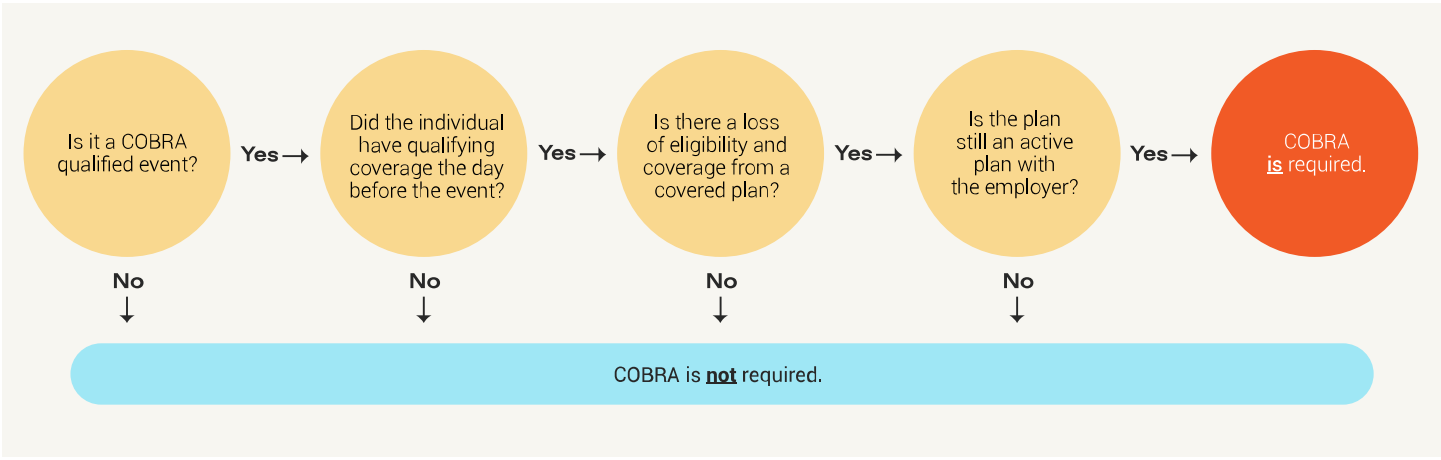 Is it a COBRA
qualified event?
Yes→
Did the individual
have qualifying
coverage the day
before the event?
Yes→
Is there a loss
of eligibility and
coverage from a
covered plan?
Yes→
Is the plan
still an active
plan with
the employer?
Yes→
COBRA
is required.
No
No
No
No
COBRA is not required.